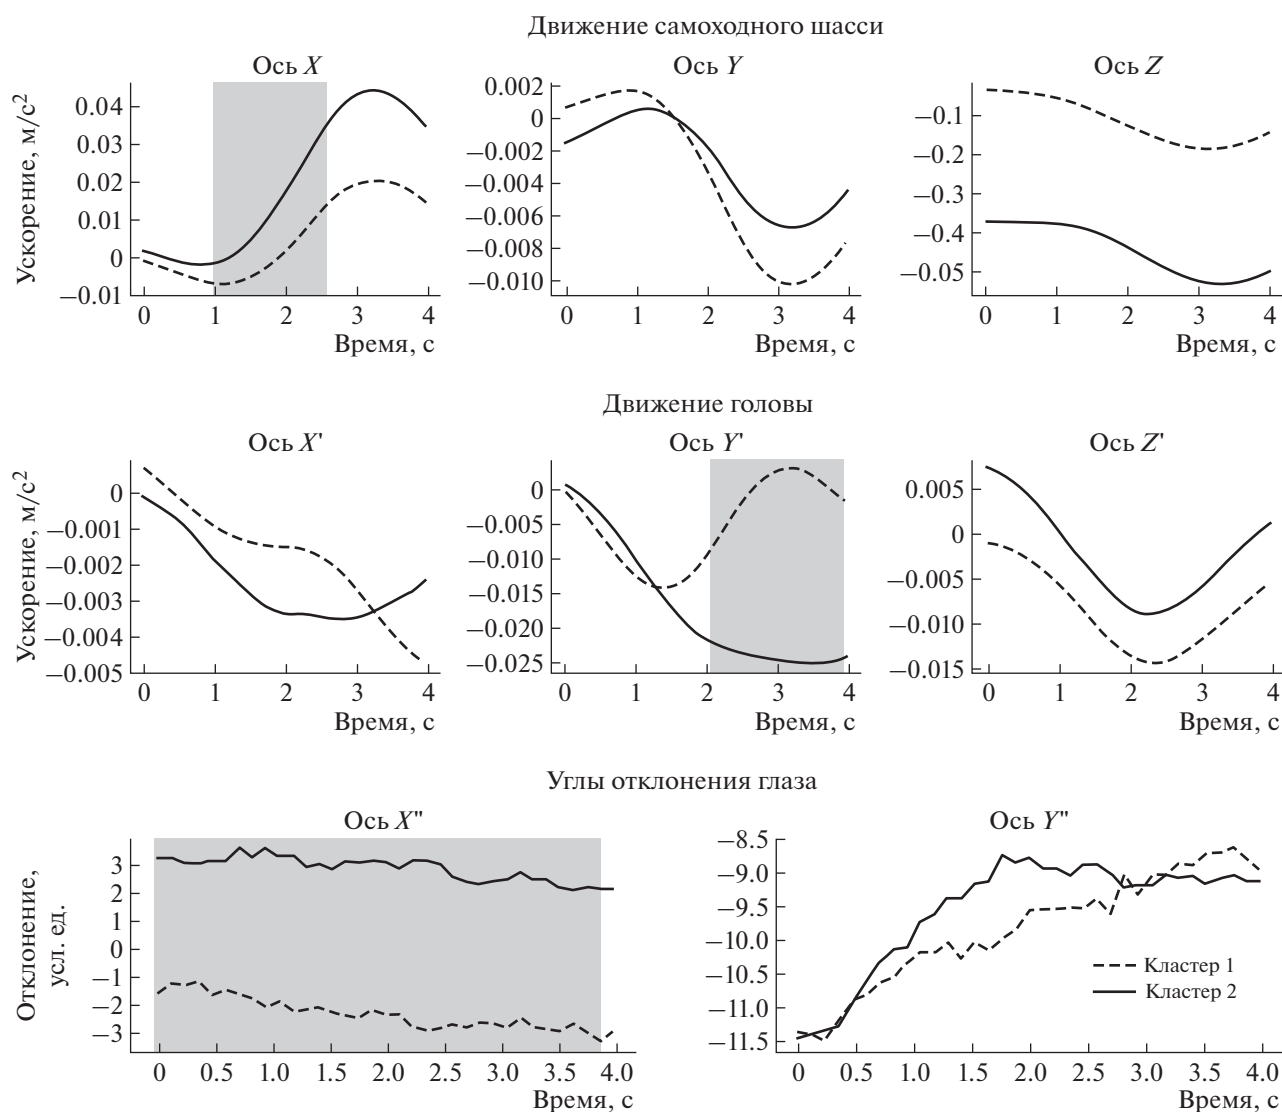 Движение самоходного шасси
Ось X
Ось Y
Ось Z
Ускорение, м/с²
0.04
0.03
0.02
0.01
0
−0.01
0 1 2 3 4
Время, с
0.002
0
−0.002
−0.004
−0.006
−0.008
−0.010
0 1 2 3 4
Время, с
−0.1
−0.2
−0.3
−0.4
−0.05
0 1 2 3 4
Время, с
Движение головы
Ось X'
Ось Y'
Ось Z'
Ускорение, м/с²
0
−0.001
−0.002
−0.003
−0.004
−0.005
0 1 2 3 4
Время, с
0
−0.005
−0.010
−0.015
−0.020
−0.025
0 1 2 3 4
Время, с
0.005
0
−0.005
−0.010
−0.015
0 1 2 3 4
Время, с
Углы отклонения глаза
Ось X"
Ось Y"
Отклонение,
усл. ед.
3
2
1
0
−1
−2
−3
0 0.5 1.0 1.5 2.0 2.5 3.0 3.5 4.0
Время, с
−8.5
−9.0
−9.5
−10.0
−10.5
−11.0
−11.5
Кластер 1
Кластер 2
0 0.5 1.0 1.5 2.0 2.5 3.0 3.5 4.0
Время, с